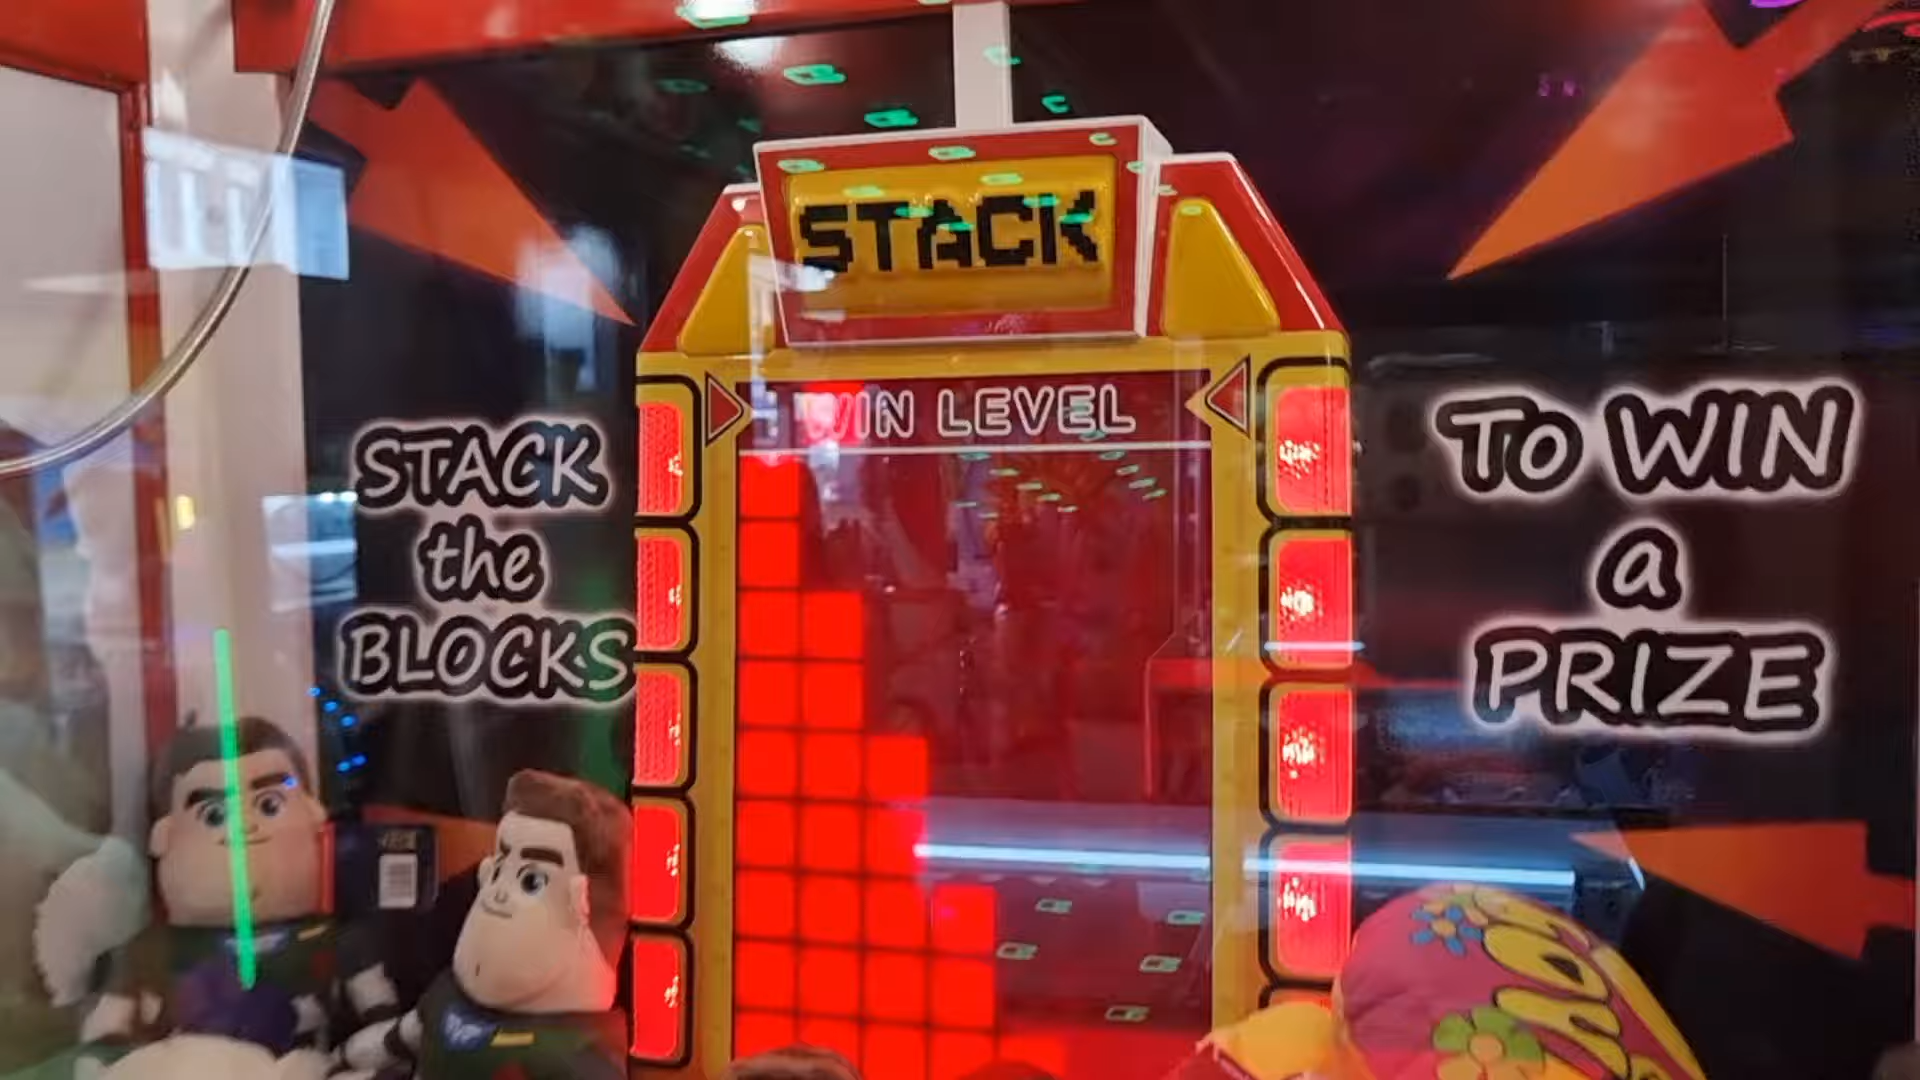 STACK
WIN LEVEL
STACK
the
BLOCKS
TO WIN
a
PRIZE